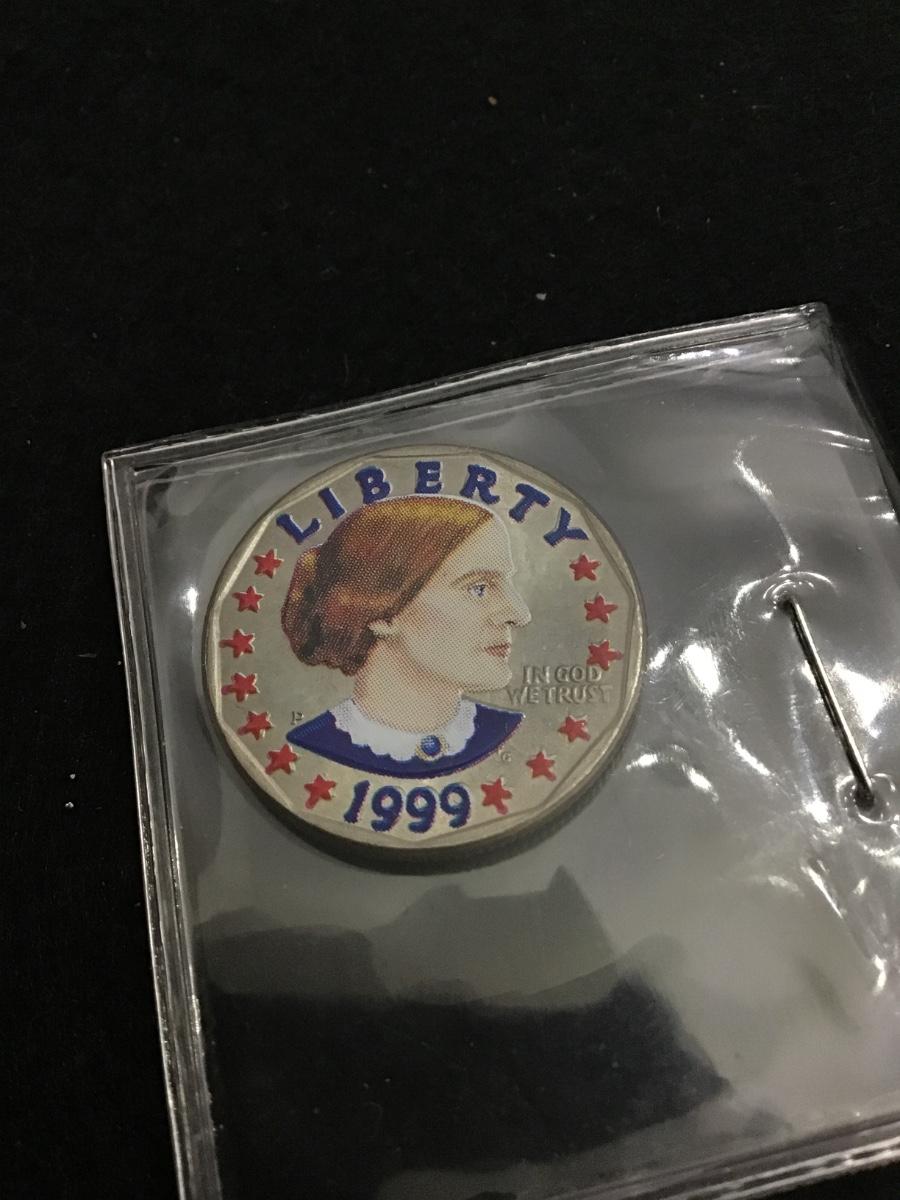 LIBERTY
IN GOD
WE TRUST
P
G
1999